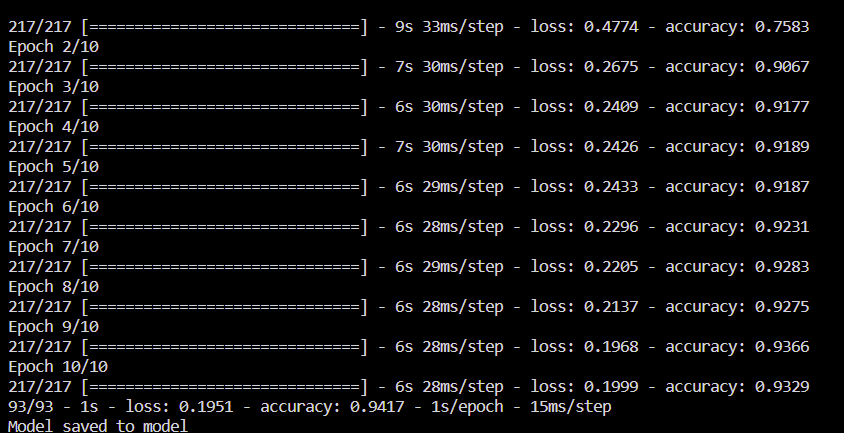 217/217 [==============================] - 9s 33ms/step - loss: 0.4774 - accuracy: 0.7583
Epoch 2/10
217/217 [==============================] - 7s 30ms/step - loss: 0.2675 - accuracy: 0.9067
Epoch 3/10
217/217 [==============================] - 6s 30ms/step - loss: 0.2409 - accuracy: 0.9177
Epoch 4/10
217/217 [==============================] - 7s 30ms/step - loss: 0.2426 - accuracy: 0.9189
Epoch 5/10
217/217 [==============================] - 6s 29ms/step - loss: 0.2433 - accuracy: 0.9187
Epoch 6/10
217/217 [==============================] - 6s 28ms/step - loss: 0.2296 - accuracy: 0.9231
Epoch 7/10
217/217 [==============================] - 6s 29ms/step - loss: 0.2205 - accuracy: 0.9283
Epoch 8/10
217/217 [==============================] - 6s 28ms/step - loss: 0.2137 - accuracy: 0.9275
Epoch 9/10
217/217 [==============================] - 6s 28ms/step - loss: 0.1968 - accuracy: 0.9366
Epoch 10/10
217/217 [==============================] - 6s 28ms/step - loss: 0.1999 - accuracy: 0.9329
93/93 - 1s - loss: 0.1951 - accuracy: 0.9417 - 1s/epoch - 15ms/step
Model saved to model